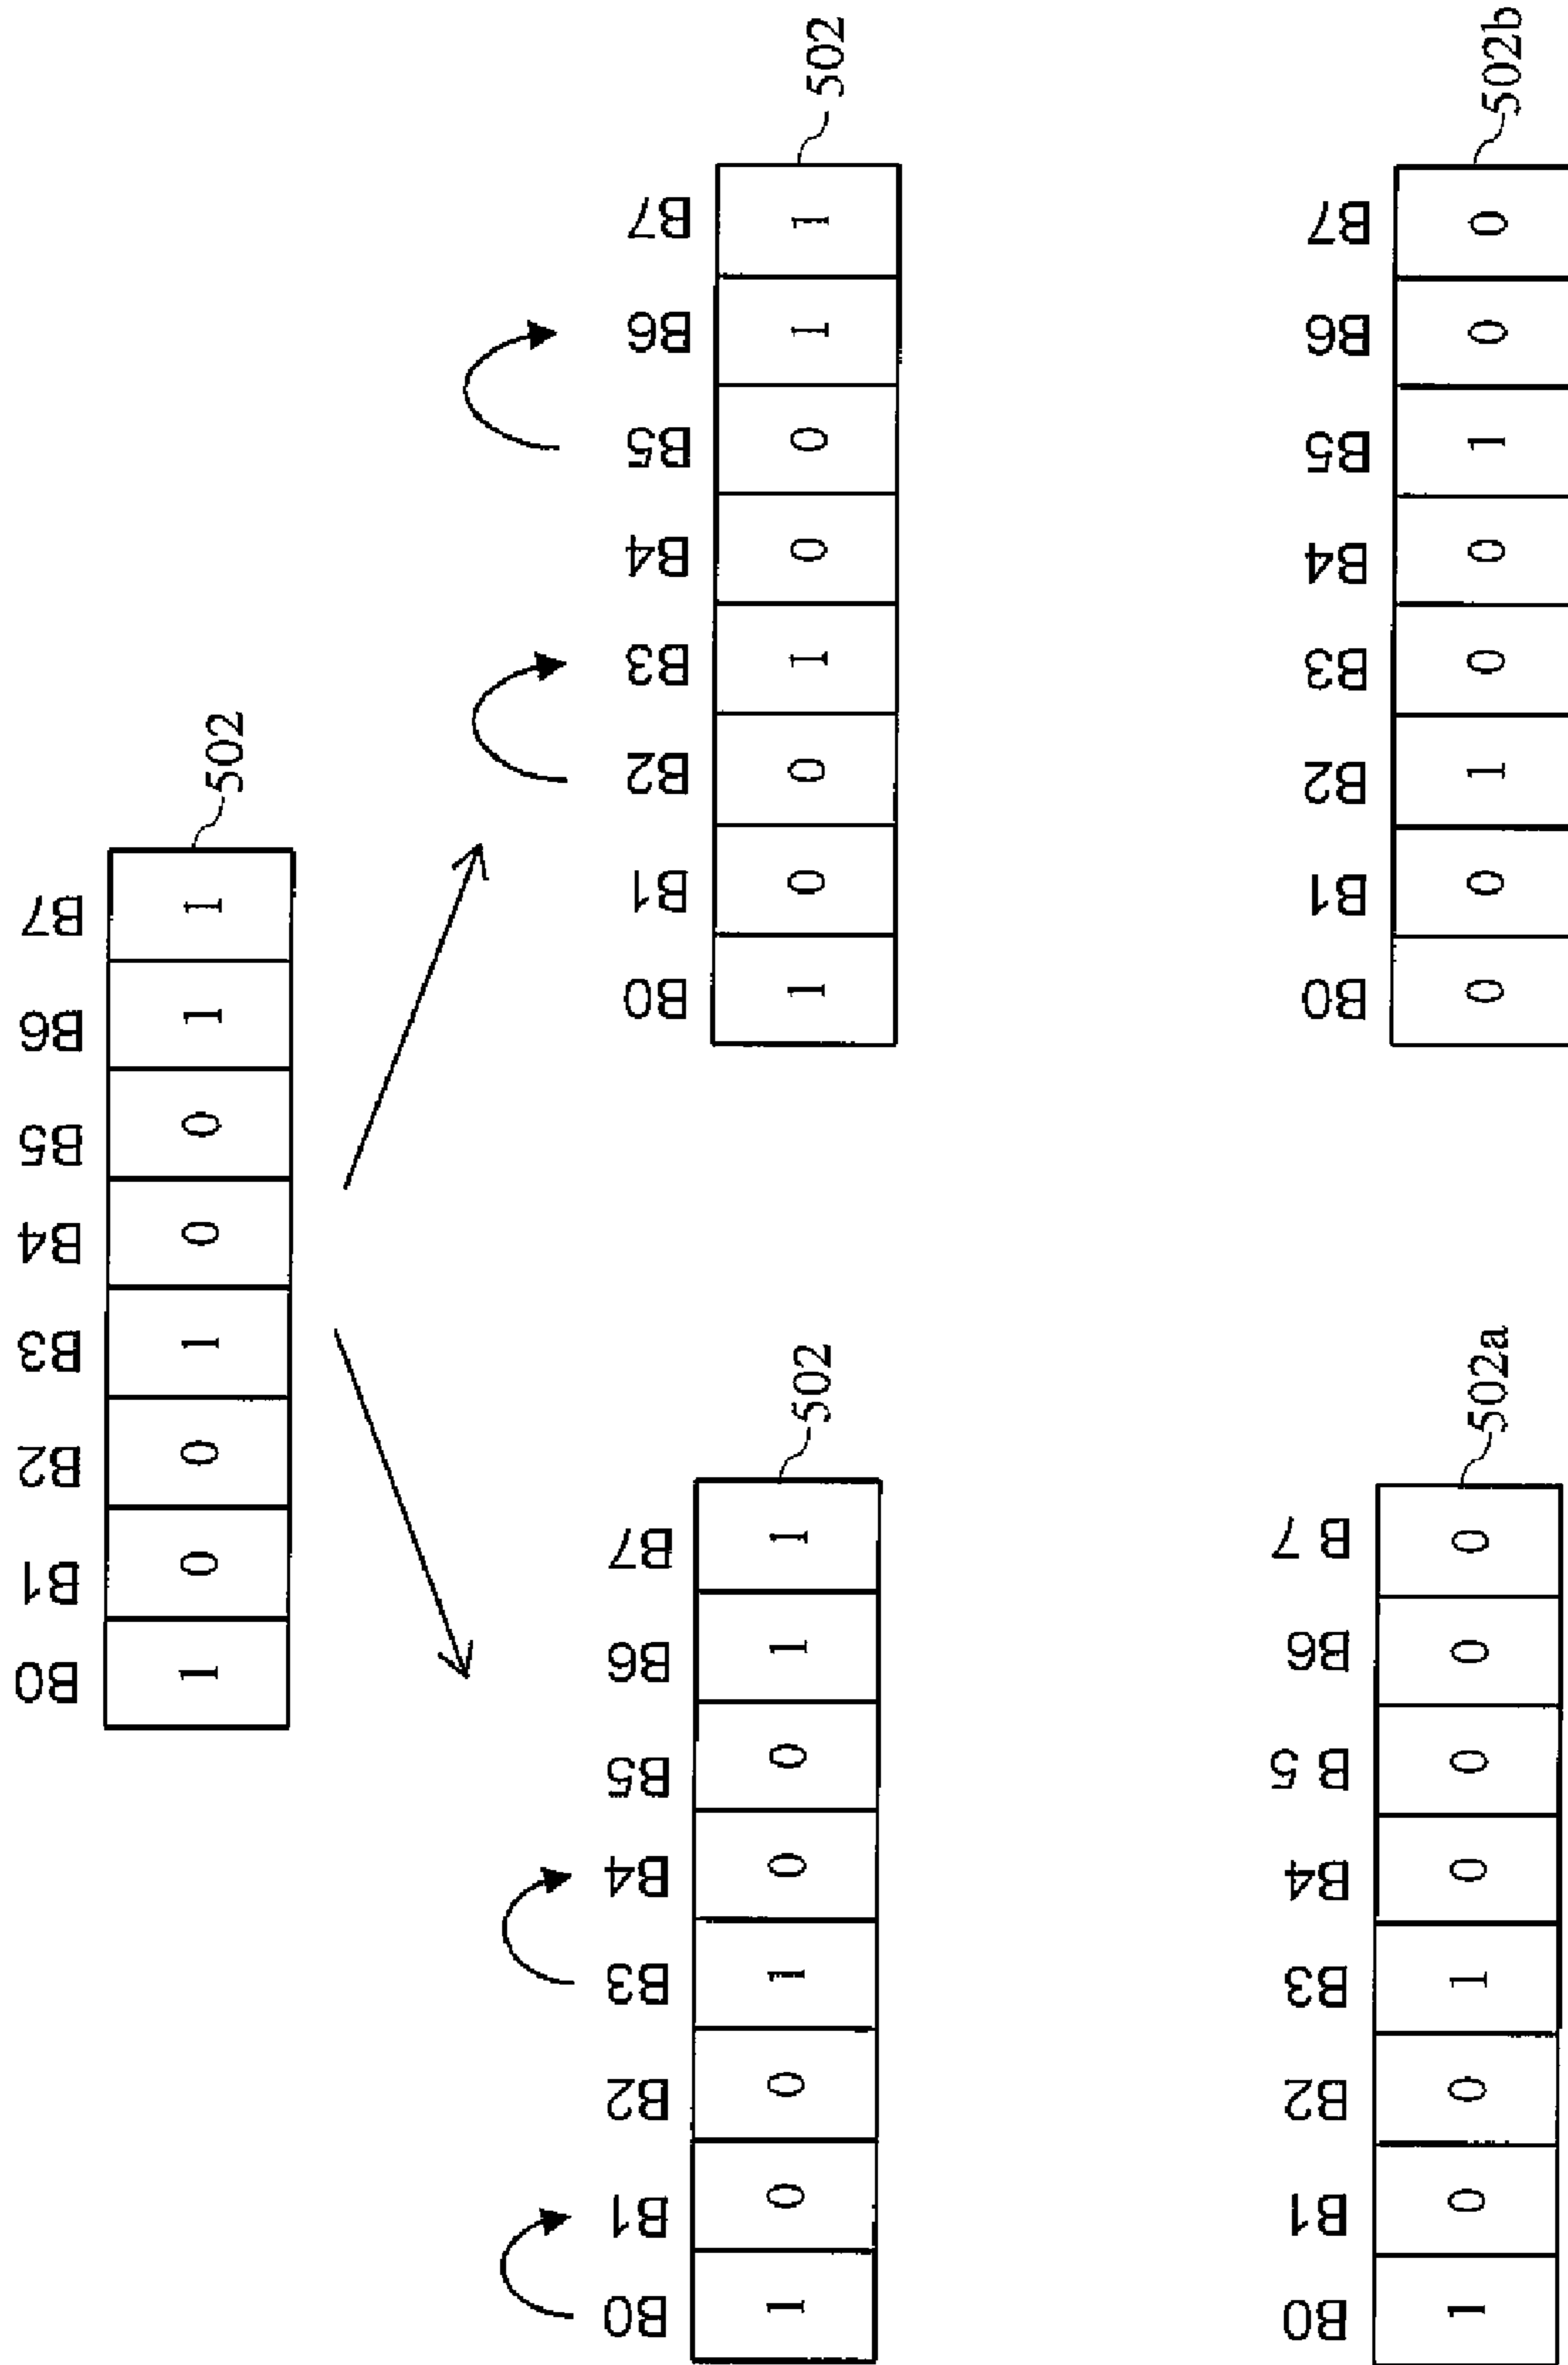 B0 B1 B2 B3 B4 B5 B6 B7
1 0 0 1 0 0 1 1
502
B0 B1 B2 B3 B4 B5 B6 B7
1 0 0 1 0 0 1 1
502
B0 B1 B2 B3 B4 B5 B6 B7
1 0 0 1 0 0 1 1
502
B0 B1 B2 B3 B4 B 5 B6 B 7
1 0 0 1 0 0 0 0
502a
B0 B1 B2 B3 B4 B5 B6 B7
0 0 1 0 0 1 0 0
502b